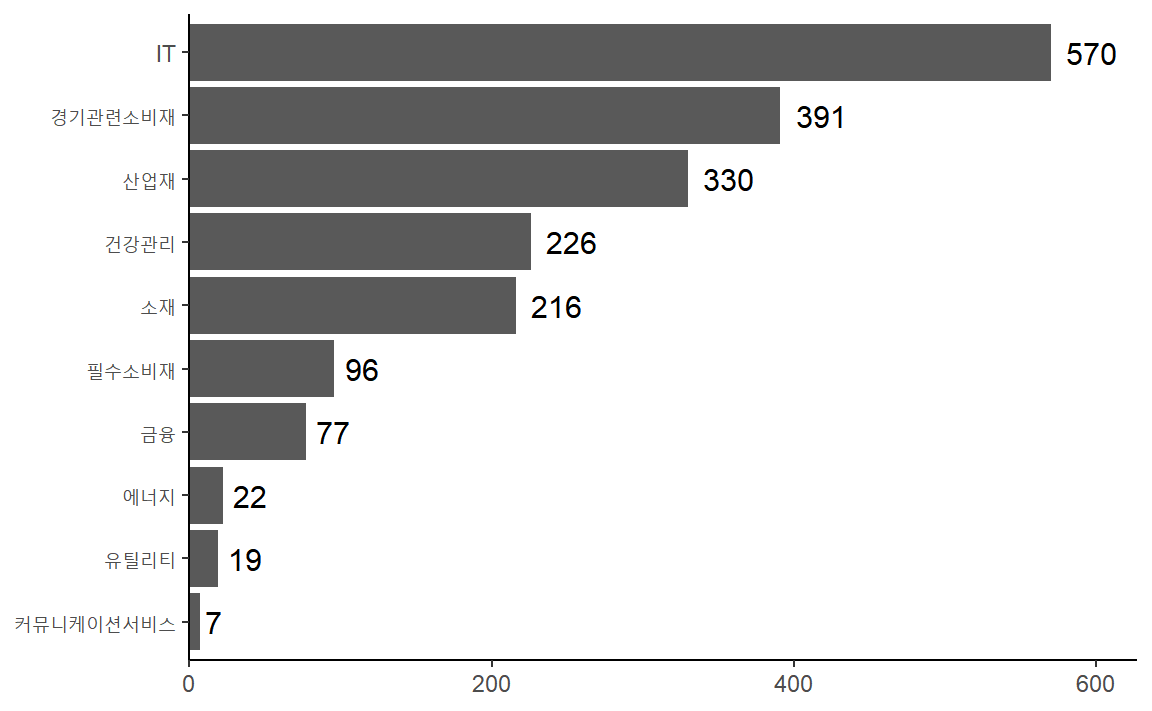 IT 570
경기관련소비재 391
산업재 330
건강관리 226
소재 216
필수소비재 96
금융 77
에너지 22
유틸리티 19
커뮤니케이션서비스 7
0 200 400 600